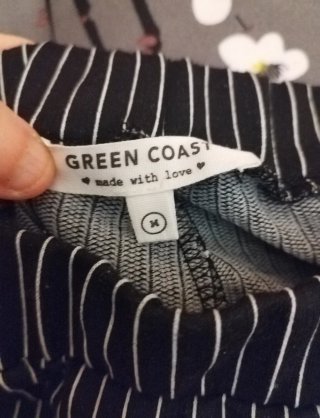 GREEN COAST
♥ made with love ♥
M